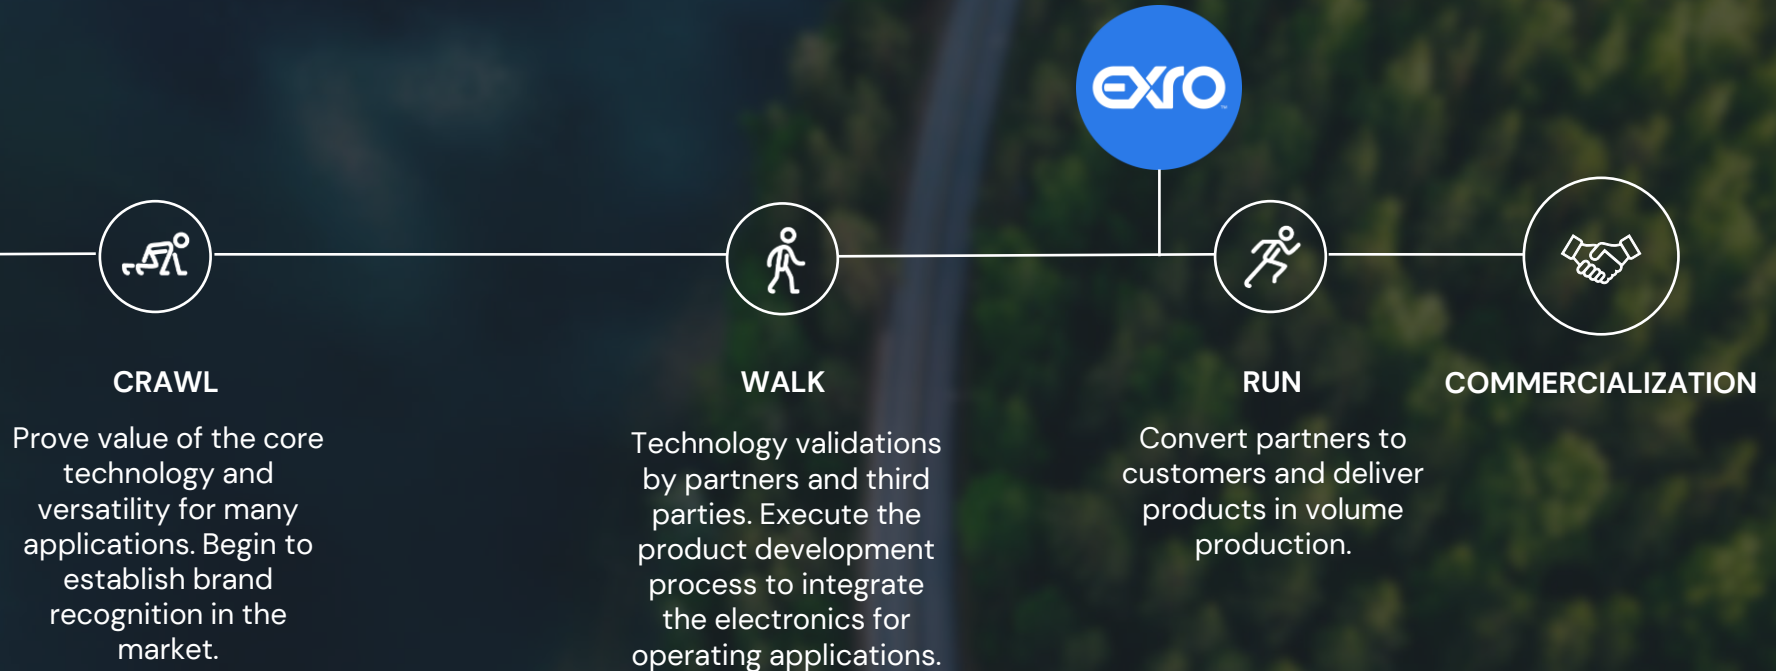 exro
CRAWL
Prove value of the core
technology and
versatility for many
applications. Begin to
establish brand
recognition in the
market.
WALK
Technology validations
by partners and third
parties. Execute the
product development
process to integrate
the electronics for
operating applications.
RUN
Convert partners to
customers and deliver
products in volume
production.
COMMERCIALIZATION